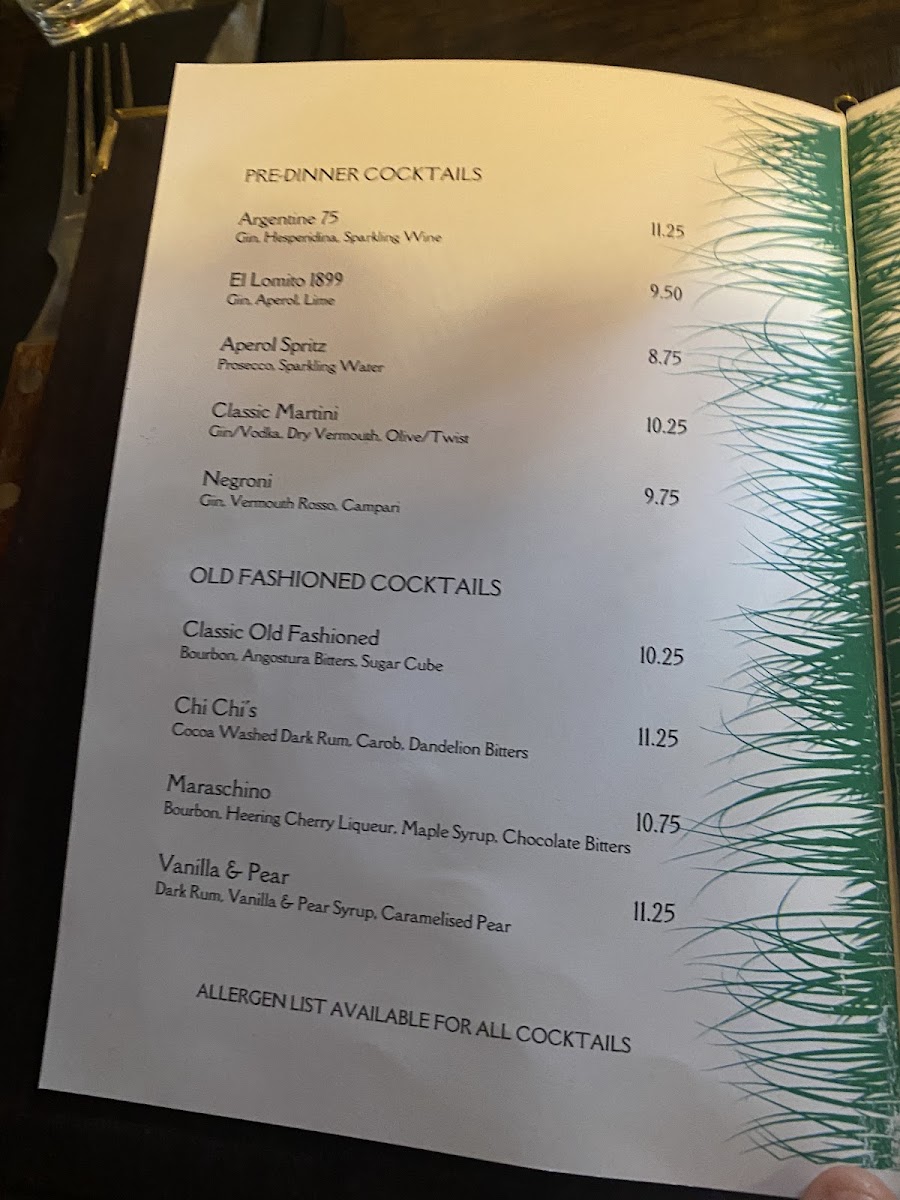 PRE-DINNER COCKTAILS
Argentine 75
Gin, Hesperidina, Sparkling Wine
11.25
El Lomito 1899
Gin, Aperol, Lime
9.50
Aperol Spritz
Prosecco, Sparkling Water
8.75
Classic Martini
Gin/Vodka, Dry Vermouth, Olive/Twist
10.25
Negroni
Gin, Vermouth Rosso, Campari
9.75
OLD FASHIONED COCKTAILS
Classic Old Fashioned
Bourbon, Angostura Bitters, Sugar Cube
10.25
Chi Chi's
Cocoa Washed Dark Rum, Carob, Dandelion Bitters
11.25
Maraschino
Bourbon, Heering Cherry Liqueur, Maple Syrup, Chocolate Bitters
10.75
Vanilla & Pear
Dark Rum, Vanilla & Pear Syrup, Caramelised Pear
11.25
ALLERGEN LIST AVAILABLE FOR ALL COCKTAILS